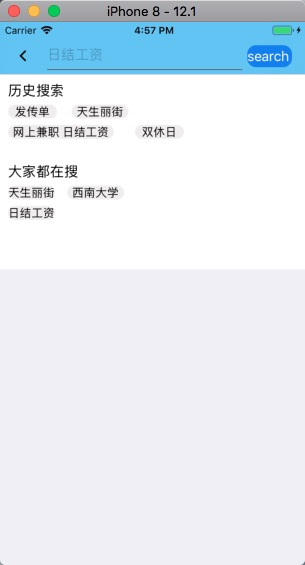 iPhone 8 - 12.1
Carrier 4:57 PM
日结工资 search
历史搜索
发传单 天生丽街
网上兼职 日结工资 双休日
大家都在搜
天生丽街 西南大学
日结工资